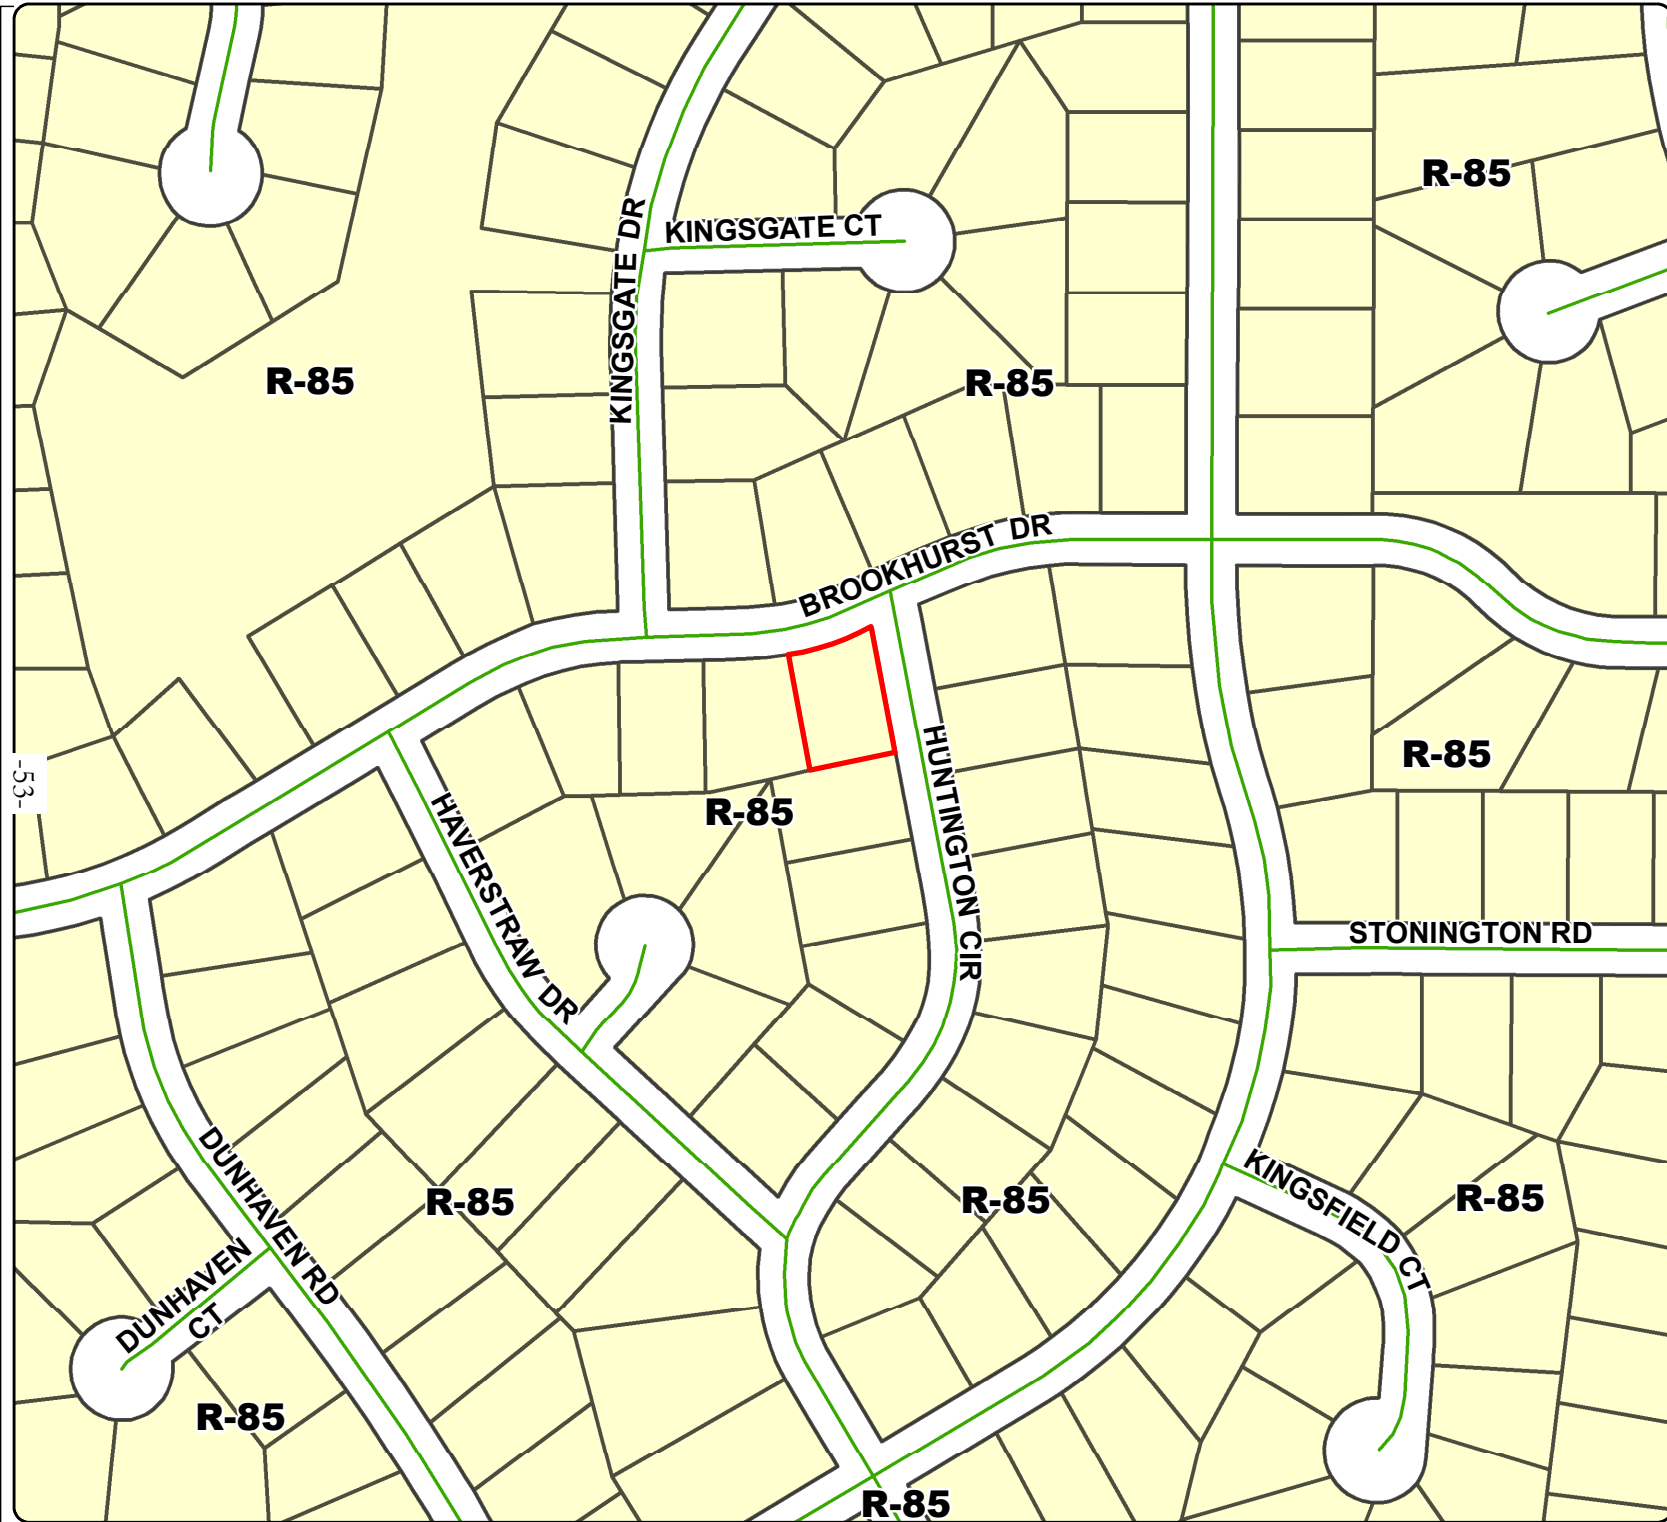 R-85
KINGSGATE DR
KINGSGATE CT
R-85
R-85
BROOKHURST DR
-53-
R-85
R-85
HUNTINGTON CIR
HAVERSTRAW DR
STONINGTON RD
DUNHAVEN RD
R-85
R-85
KINGSFIELD CT
R-85
DUNHAVEN
CT
R-85
R-85